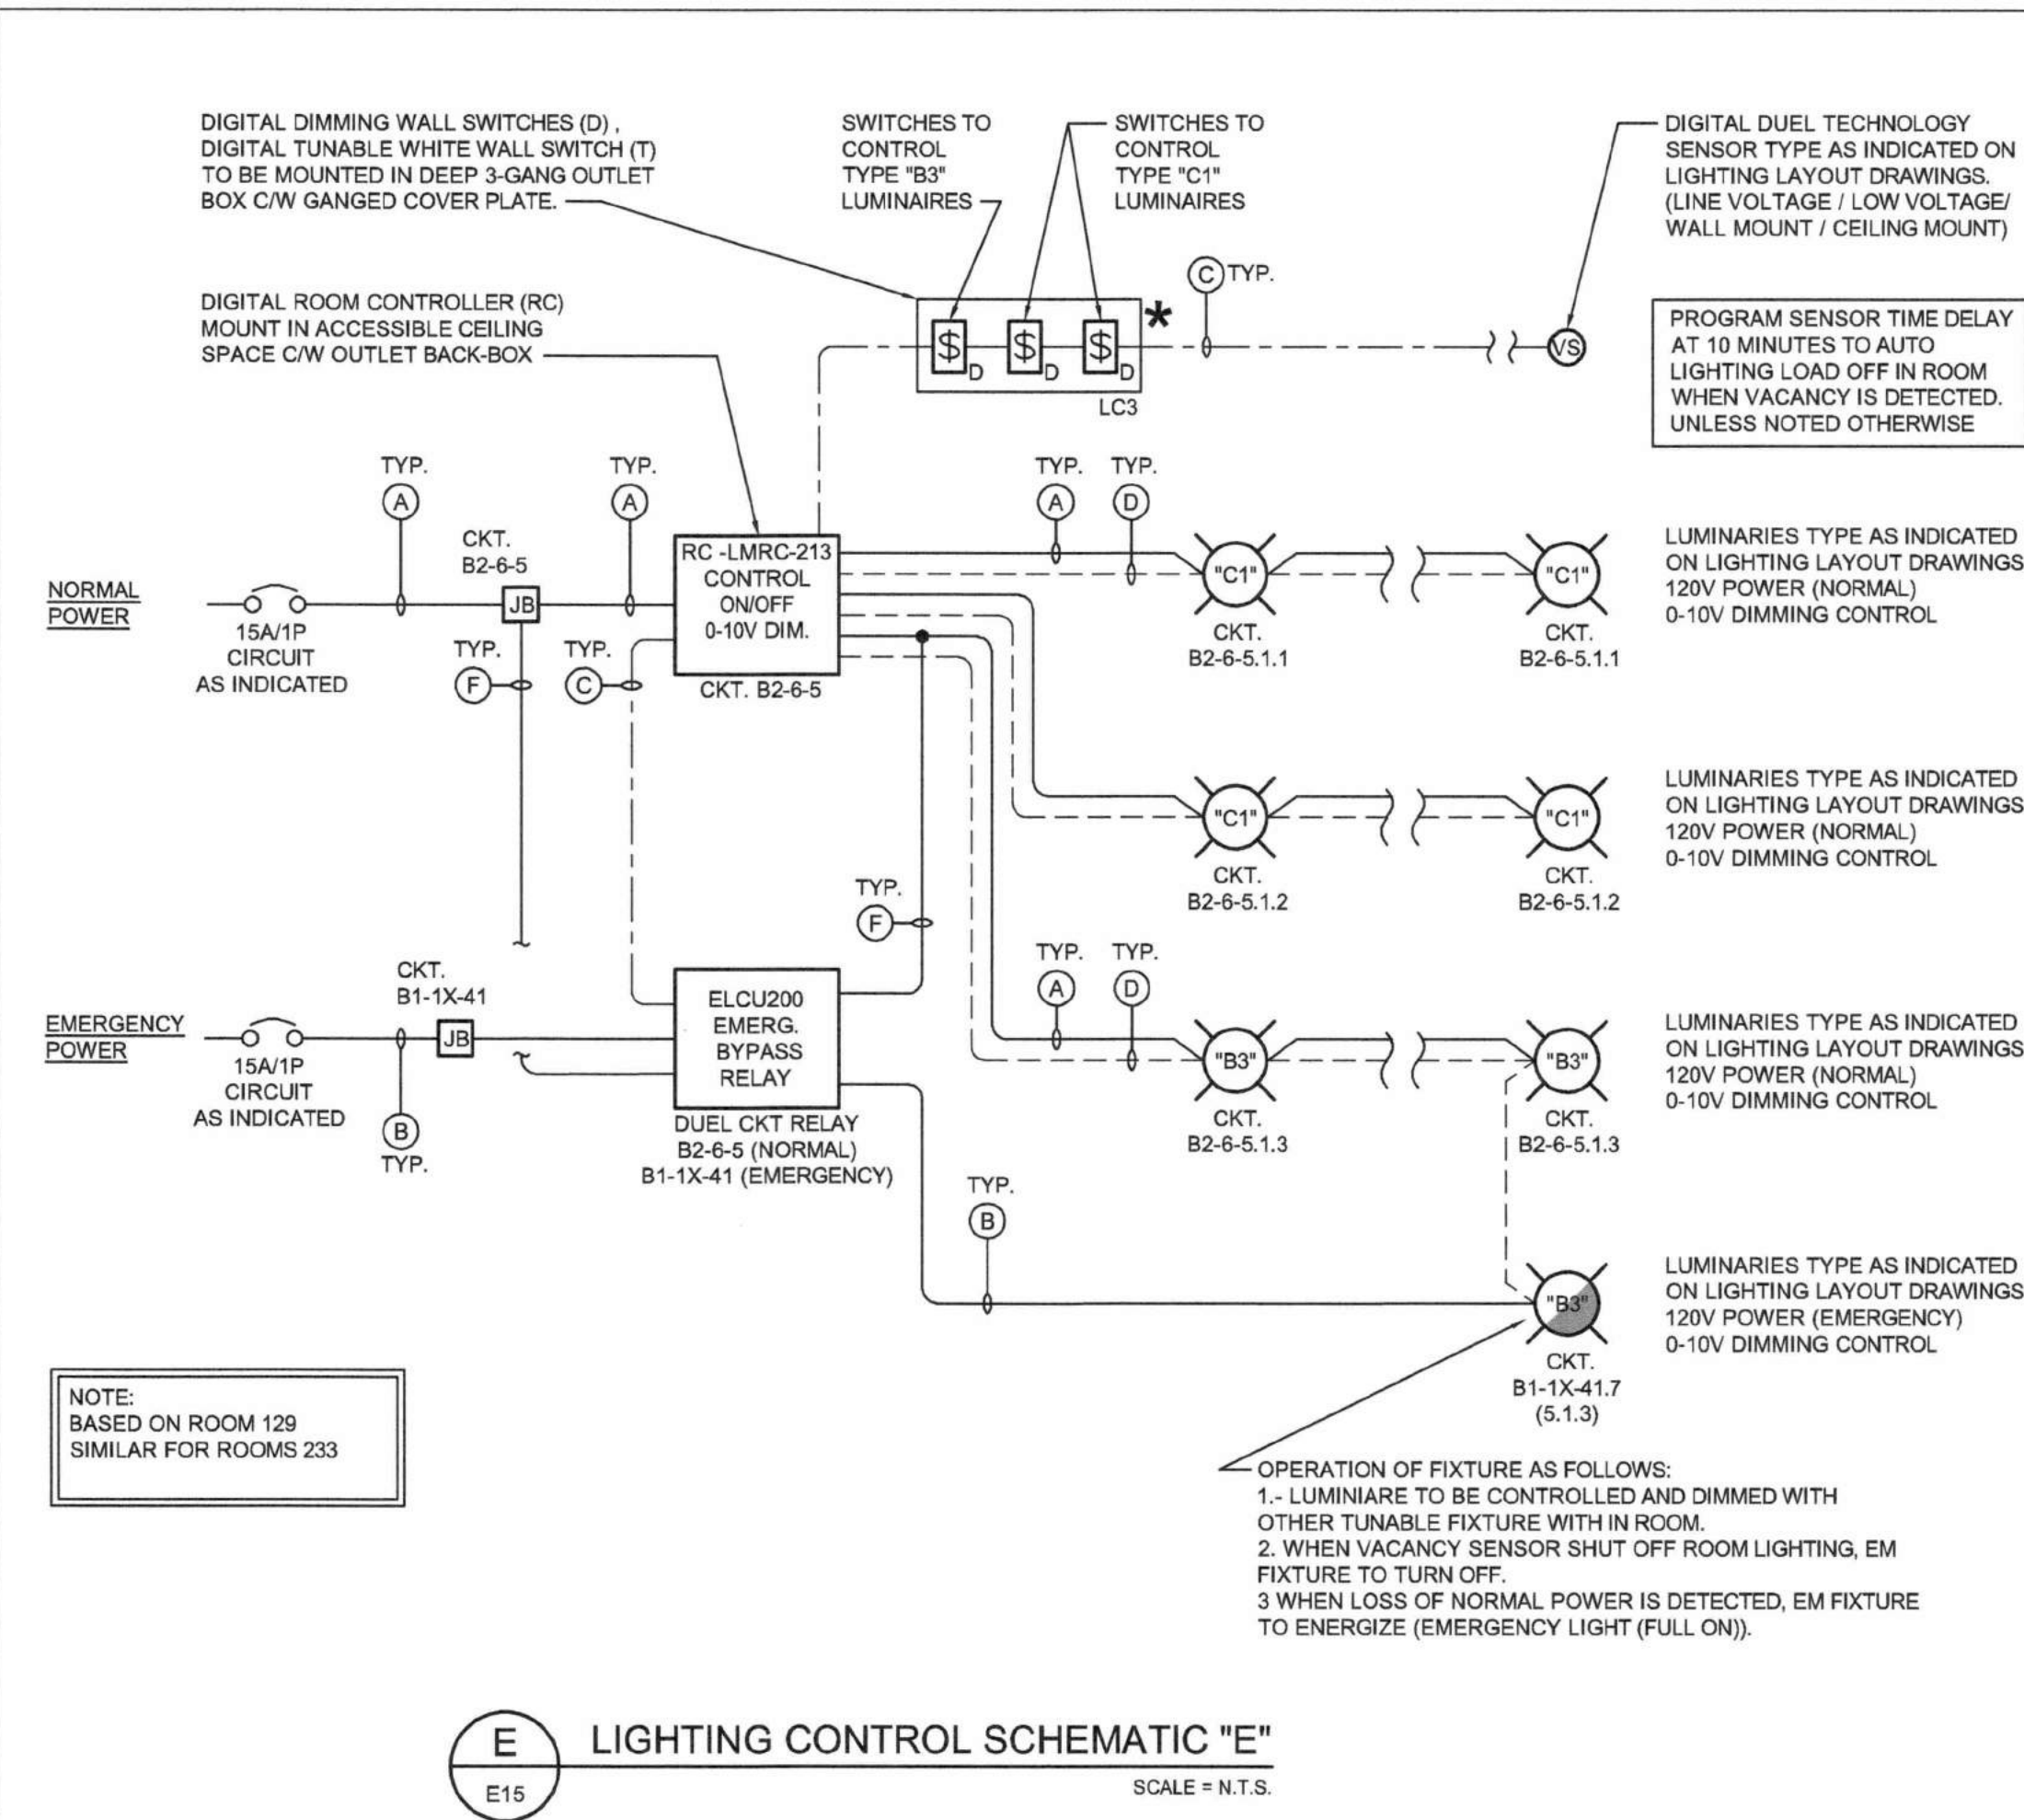 DIGITAL DIMMING WALL SWITCHES (D) ,
DIGITAL TUNABLE WHITE WALL SWITCH (T)
TO BE MOUNTED IN DEEP 3-GANG OUTLET
BOX C/W GANGED COVER PLATE.
SWITCHES TO
CONTROL
TYPE "B3"
LUMINAIRES
SWITCHES TO
CONTROL
TYPE "C1"
LUMINAIRES
DIGITAL DUEL TECHNOLOGY
SENSOR TYPE AS INDICATED ON
LIGHTING LAYOUT DRAWINGS.
(LINE VOLTAGE / LOW VOLTAGE/
WALL MOUNT / CEILING MOUNT)
DIGITAL ROOM CONTROLLER (RC)
MOUNT IN ACCESSIBLE CEILING
SPACE C/W OUTLET BACK-BOX
$ D $ D $ D *
LC3
C TYP.
VS
PROGRAM SENSOR TIME DELAY
AT 10 MINUTES TO AUTO
LIGHTING LOAD OFF IN ROOM
WHEN VACANCY IS DETECTED.
UNLESS NOTED OTHERWISE
NORMAL
POWER
15A/1P
CIRCUIT
AS INDICATED
TYP.
A
CKT.
B2-6-5
JB
TYP.
A
TYP.
F
TYP.
C
RC -LMRC-213
CONTROL
ON/OFF
0-10V DIM.
CKT. B2-6-5
TYP. TYP.
A D
"C1"
CKT.
B2-6-5.1.1
"C1"
CKT.
B2-6-5.1.1
LUMINARIES TYPE AS INDICATED
ON LIGHTING LAYOUT DRAWINGS
120V POWER (NORMAL)
0-10V DIMMING CONTROL
"C1"
CKT.
B2-6-5.1.2
"C1"
CKT.
B2-6-5.1.2
LUMINARIES TYPE AS INDICATED
ON LIGHTING LAYOUT DRAWINGS
120V POWER (NORMAL)
0-10V DIMMING CONTROL
TYP.
F
EMERGENCY
POWER
15A/1P
CIRCUIT
AS INDICATED
CKT.
B1-1X-41
JB
B
TYP.
ELCU200
EMERG.
BYPASS
RELAY
DUEL CKT RELAY
B2-6-5 (NORMAL)
B1-1X-41 (EMERGENCY)
TYP. TYP.
A D
"B3"
CKT.
B2-6-5.1.3
"B3"
CKT.
B2-6-5.1.3
LUMINARIES TYPE AS INDICATED
ON LIGHTING LAYOUT DRAWINGS
120V POWER (NORMAL)
0-10V DIMMING CONTROL
TYP.
B
"B3"
CKT.
B1-1X-41.7
(5.1.3)
LUMINARIES TYPE AS INDICATED
ON LIGHTING LAYOUT DRAWINGS
120V POWER (EMERGENCY)
0-10V DIMMING CONTROL
NOTE:
BASED ON ROOM 129
SIMILAR FOR ROOMS 233
OPERATION OF FIXTURE AS FOLLOWS:
1.- LUMINIARE TO BE CONTROLLED AND DIMMED WITH
OTHER TUNABLE FIXTURE WITH IN ROOM.
2. WHEN VACANCY SENSOR SHUT OFF ROOM LIGHTING, EM
FIXTURE TO TURN OFF.
3 WHEN LOSS OF NORMAL POWER IS DETECTED, EM FIXTURE
TO ENERGIZE (EMERGENCY LIGHT (FULL ON)).
E
E15
LIGHTING CONTROL SCHEMATIC "E"
SCALE = N.T.S.